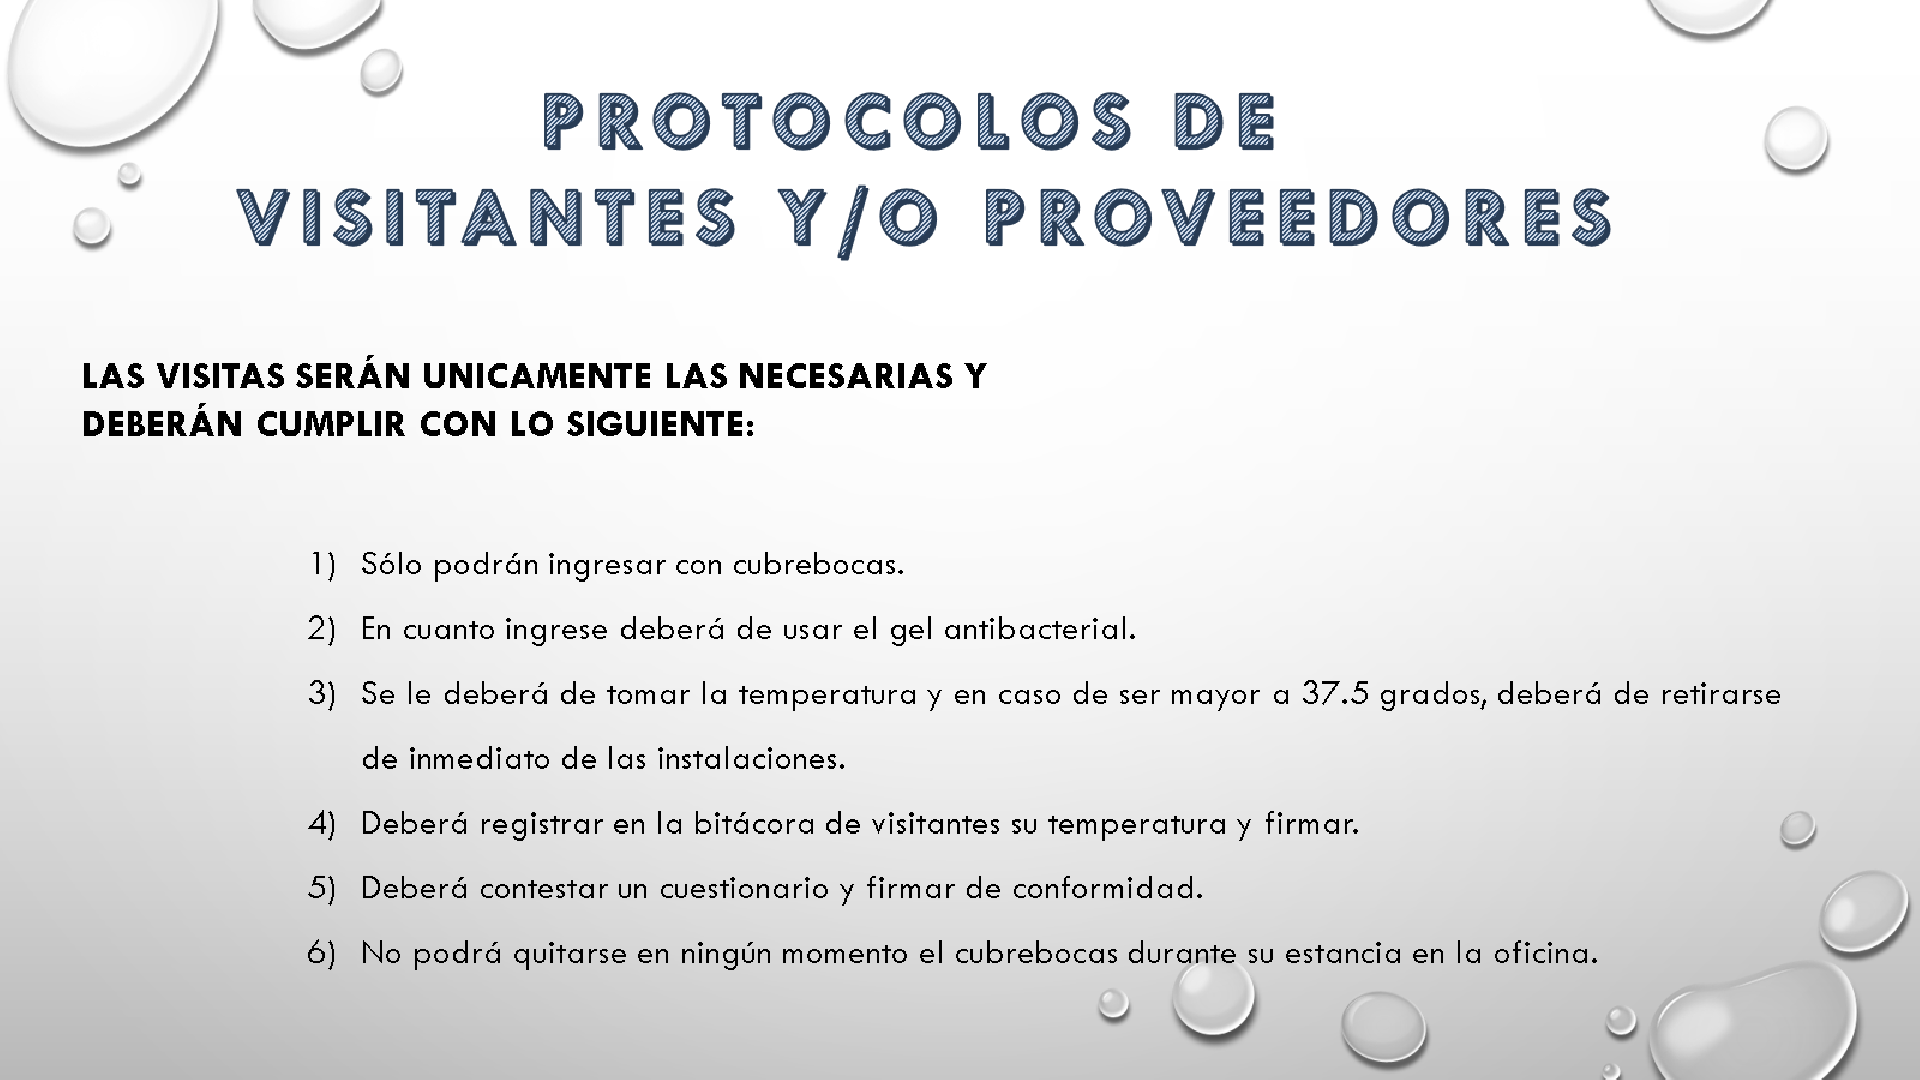 PROTOCOLOS DE
VISITANTES Y/O PROVEEDORES
LAS VISITAS SERÁN UNICAMENTE LAS NECESARIAS Y
DEBERÁN CUMPLIR CON LO SIGUIENTE:
1) Sólo podrán ingresar con cubrebocas.
2) En cuanto ingrese deberá de usar el gel antibacterial.
3) Se le deberá de tomar la temperatura y en caso de ser mayor a 37.5 grados, deberá de retirarse
de inmediato de las instalaciones.
4) Deberá registrar en la bitácora de visitantes su temperatura y firmar.
5) Deberá contestar un cuestionario y firmar de conformidad.
6) No podrá quitarse en ningún momento el cubrebocas durante su estancia en la oficina.